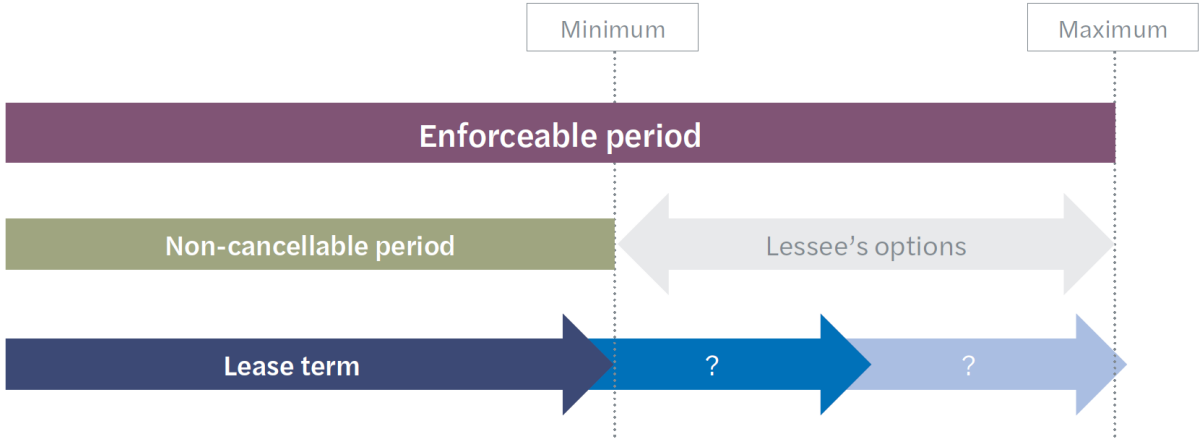 Minimum
Maximum
Enforceable period
Non-cancellable period
Lessee's options
Lease term
?
?